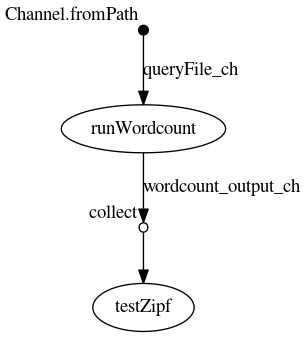 Channel.fromPath
queryFile_ch
runWordcount
wordcount_output_ch
collect
testZipf